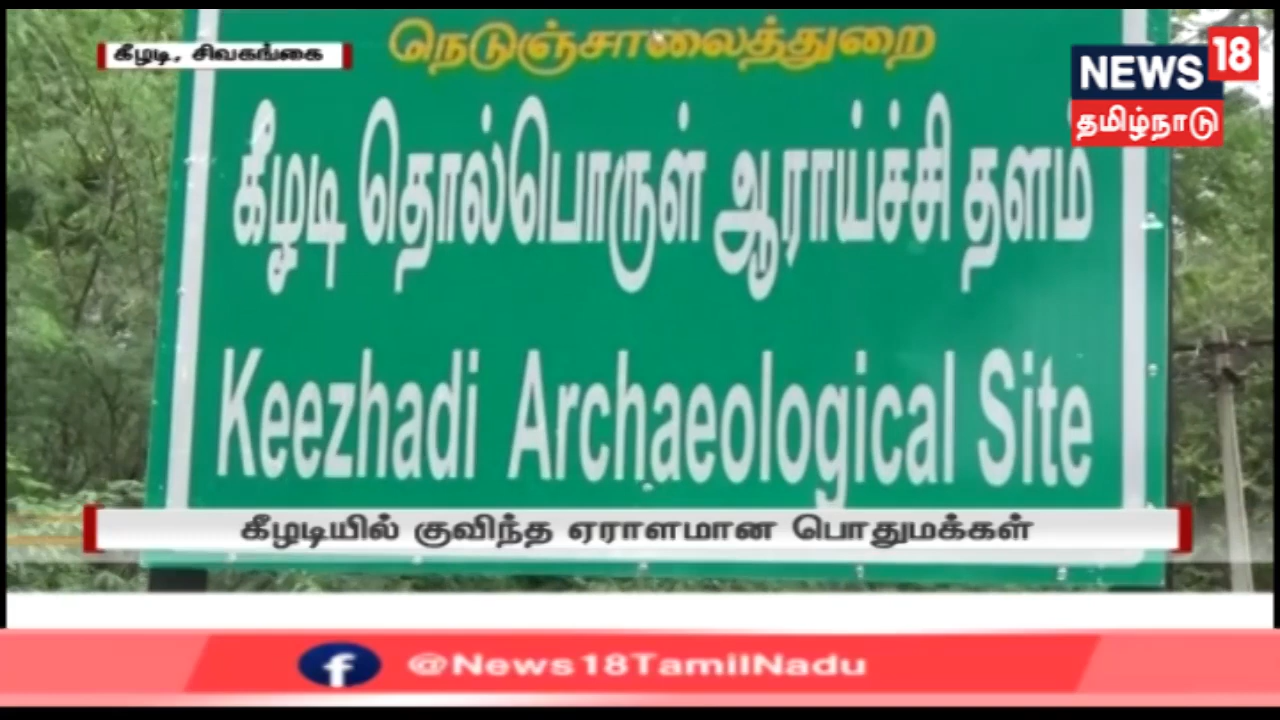 நெடுஞ்சாலைத்துறை
கீழடி, சிவகங்கை
NEWS 18
தமிழ்நாடு
கீழடி தொல்பொருள் ஆராய்ச்சி தளம்
Keezhadi Archaeological Site
கீழடியில் குவிந்த ஏராளமான பொதுமக்கள்
f @News18TamilNadu